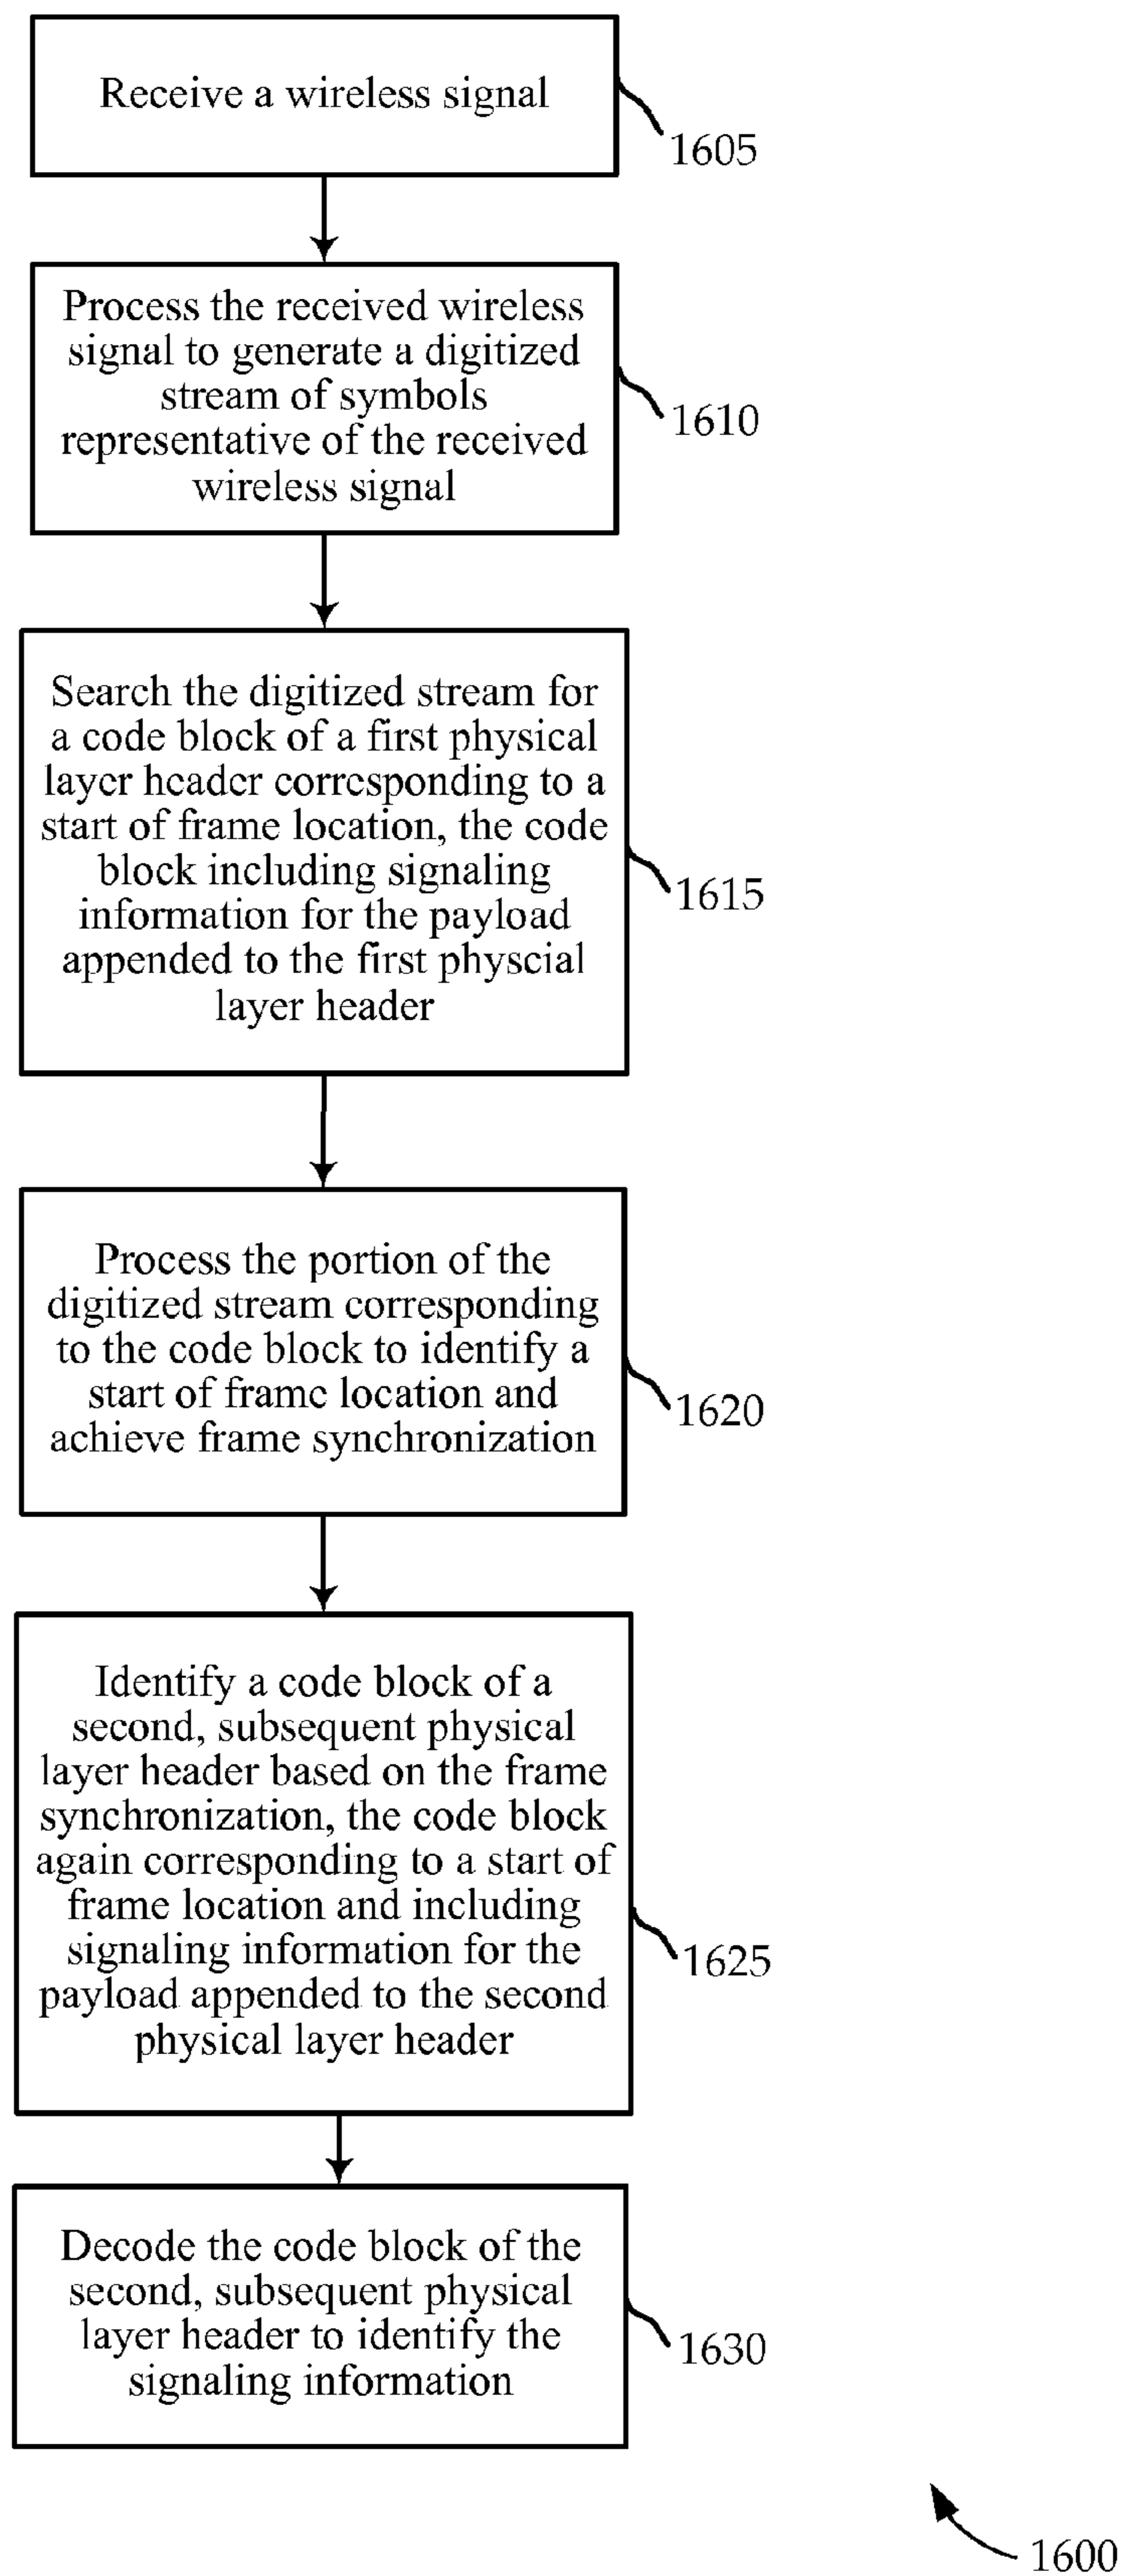 Receive a wireless signal
1605
Process the received wireless
signal to generate a digitized
stream of symbols
representative of the received
wireless signal
1610
Search the digitized stream for
a code block of a first physical
layer header corresponding to a
start of frame location, the code
block including signaling
information for the payload
appended to the first physcial
layer header
1615
Process the portion of the
digitized stream corresponding
to the code block to identify a
start of frame location and
achieve frame synchronization
1620
Identify a code block of a
second, subsequent physical
layer header based on the frame
synchronization, the code block
again corresponding to a start of
frame location and including
signaling information for the
payload appended to the second
physical layer header
1625
Decode the code block of the
second, subsequent physical
layer header to identify the
signaling information
1630
1600